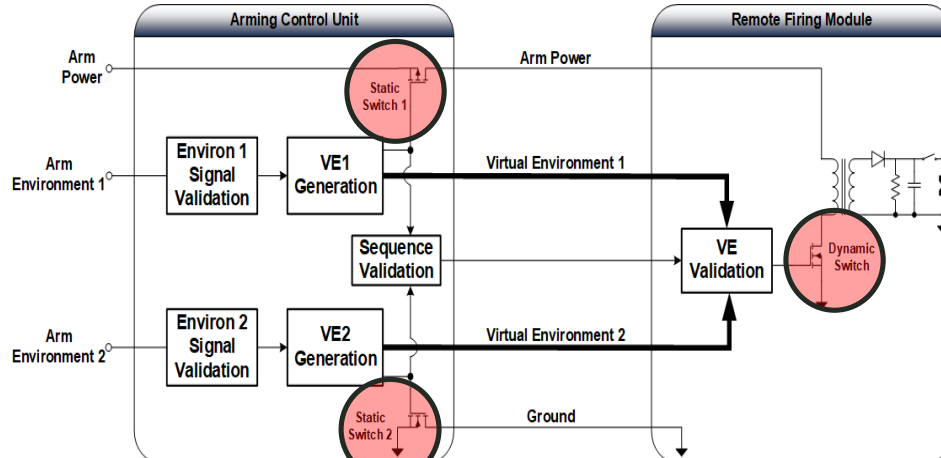 Arming Control Unit
Remote Firing Module
Arm
Power
Arm Power
Static
Switch 1
Arm
Environment 1
Environ 1
Signal
Validation
VE1
Generation
Virtual Environment 1
Sequence
Validation
VE
Validation
Dynamic
Switch
Arm
Environment 2
Environ 2
Signal
Validation
VE2
Generation
Virtual Environment 2
Static
Switch 2
Ground